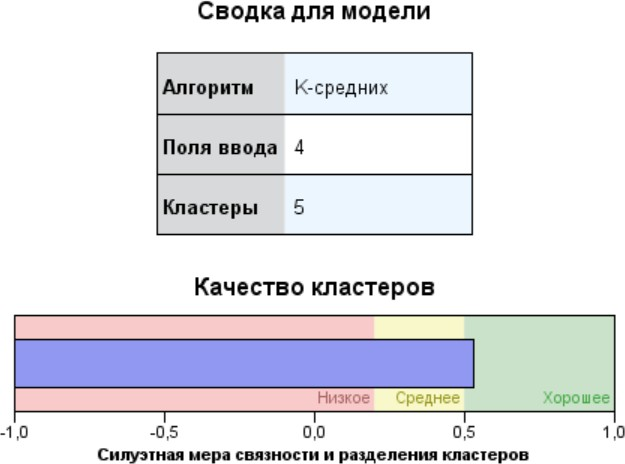 Сводка для модели
Алгоритм K-средних
Поля ввода 4
Кластеры 5
Качество кластеров
Низкое Среднее Хорошее
-1,0 -0,5 0,0 0,5 1,0
Силуэтная мера связности и разделения кластеров